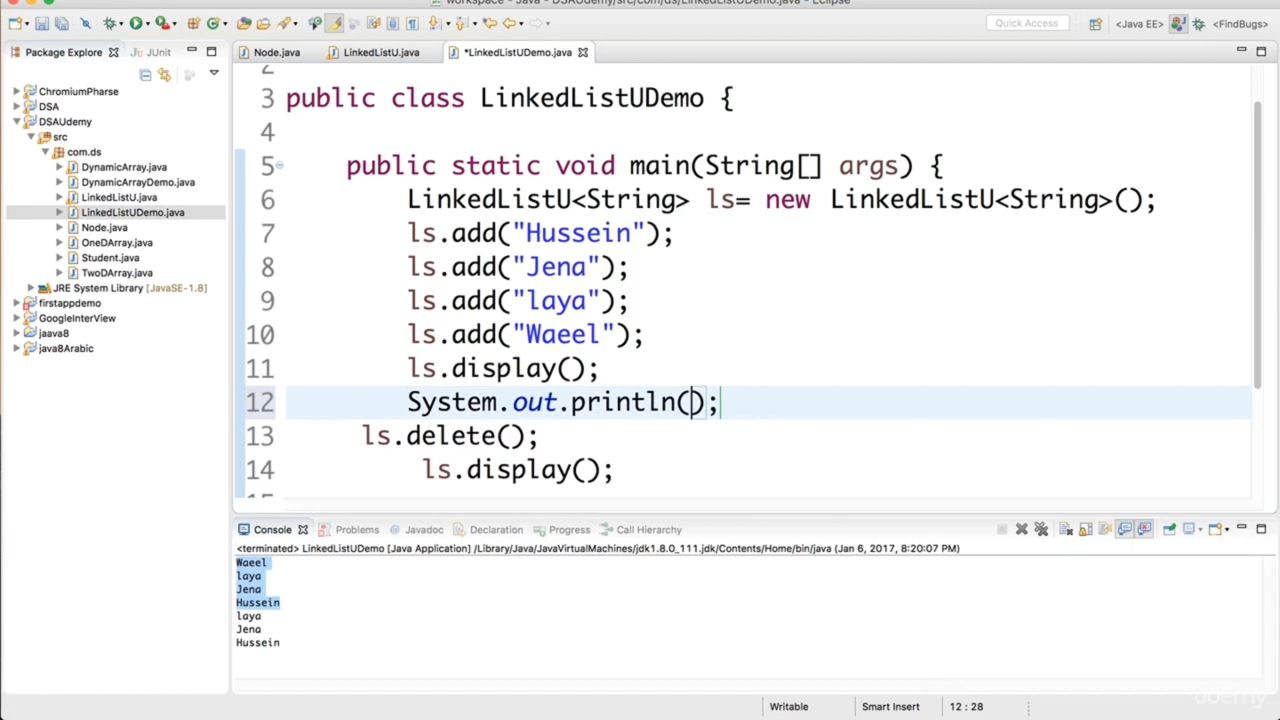 workspace - Java - DSAUdemy/src/com/ds/LinkedListUDemo.java - Eclipse
Quick Access
<Java EE>
<FindBugs>
Package Explorer
JUnit
Node.java
LinkedListU.java
*LinkedListUDemo.java
ChromiumPharse
DSA
DSAUdemy
src
com.ds
DynamicArray.java
DynamicArrayDemo.java
LinkedListU.java
LinkedListUDemo.java
Node.java
OneDArray.java
Student.java
TwoDArray.java
JRE System Library [JavaSE-1.8]
firstappdemo
GoogleInterView
jaava8
java8Arabic
2
3 public class LinkedListUDemo {
4
5 public static void main(String[] args) {
6 LinkedListU<String> ls= new LinkedListU<String>();
7 ls.add("Hussein");
8 ls.add("Jena");
9 ls.add("laya");
10 ls.add("Waeel");
11 ls.display();
12 System.out.println();
13 ls.delete();
14 ls.display();
15
Console
Problems
Javadoc
Declaration
Progress
Call Hierarchy
<terminated> LinkedListUDemo [Java Application] /Library/Java/JavaVirtualMachines/jdk1.8.0_111.jdk/Contents/Home/bin/java (Jan 6, 2017, 8:20:07 PM)
Waeel
laya
Jena
Hussein
laya
Jena
Hussein
Writable
Smart Insert
12 : 28
udemy